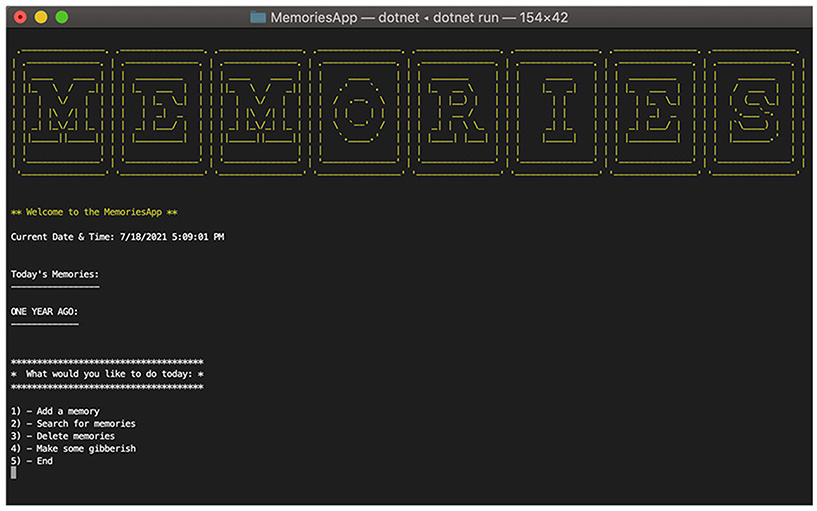 MemoriesApp — dotnet ◂ dotnet run — 154×42
MEMORIES
** Welcome to the MemoriesApp **
Current Date & Time: 7/18/2021 5:09:01 PM
Today's Memories:
-----------------
ONE YEAR AGO:
-------------
*************************************
*  What would you like to do today: *
*************************************
1) – Add a memory
2) – Search for memories
3) – Delete memories
4) – Make some gibberish
5) – End